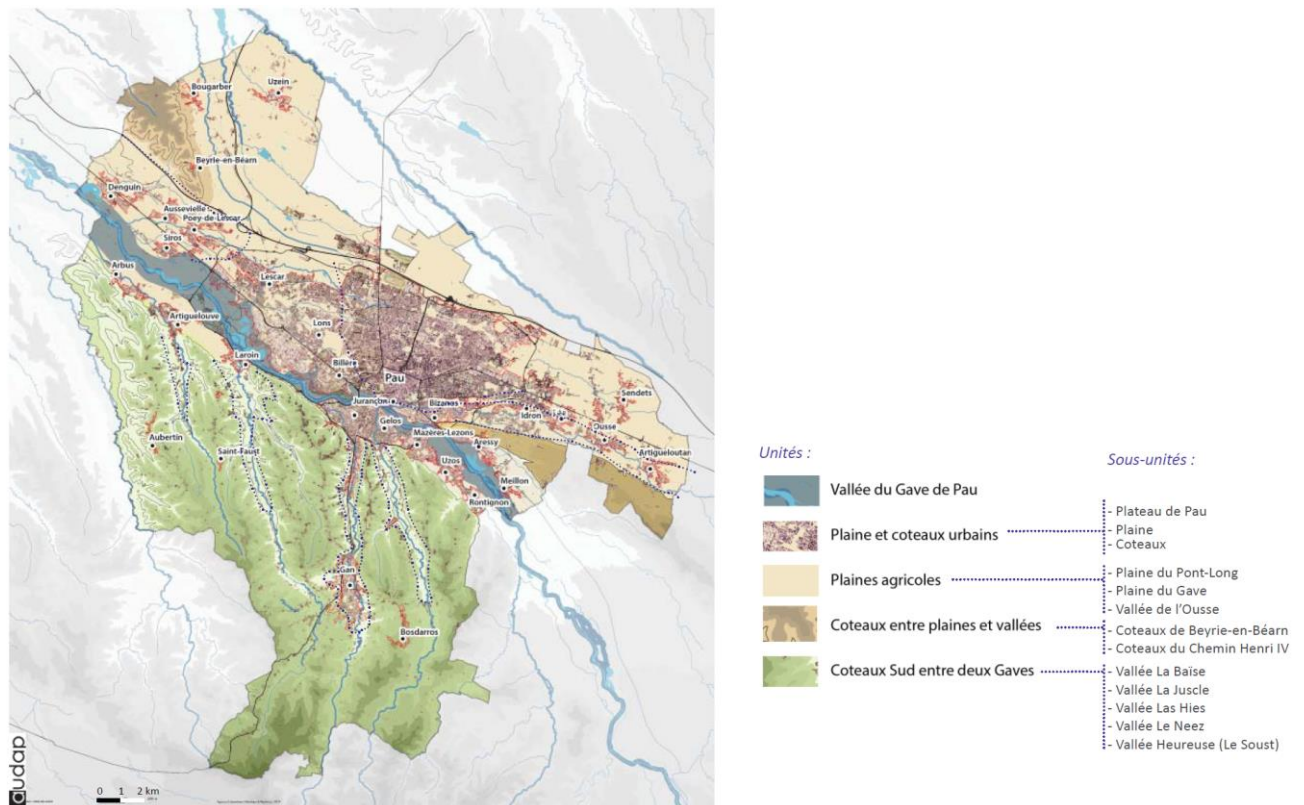 Uzein
Bougarber
Beyrie-en-Béarn
Denguin
Aussevielle
Poey-de-Lescar
Siros
Arbus
Lescar
Artiguelouve
Lons
Laroin
Billère
Pau
Jurançon
Bizanos
Sendets
Idron
Lée
Gelos
Ousse
Mazères-Lezons
Aressy
Artigueloutan
Aubertin
Saint-Faust
Uzos
Meillon
Rontignon
Gan
Bosdarros
audap
0 1 2 km
Unités :
Vallée du Gave de Pau
Plaine et coteaux urbains
Plaines agricoles
Coteaux entre plaines et vallées
Coteaux Sud entre deux Gaves
Sous-unités :
- Plateau de Pau
- Plaine
- Coteaux
- Plaine du Pont-Long
- Plaine du Gave
- Vallée de l'Ousse
- Coteaux de Beyrie-en-Béarn
- Coteaux du Chemin Henri IV
- Vallée La Baïse
- Vallée La Juscle
- Vallée Las Hies
- Vallée Le Neez
- Vallée Heureuse (Le Soust)